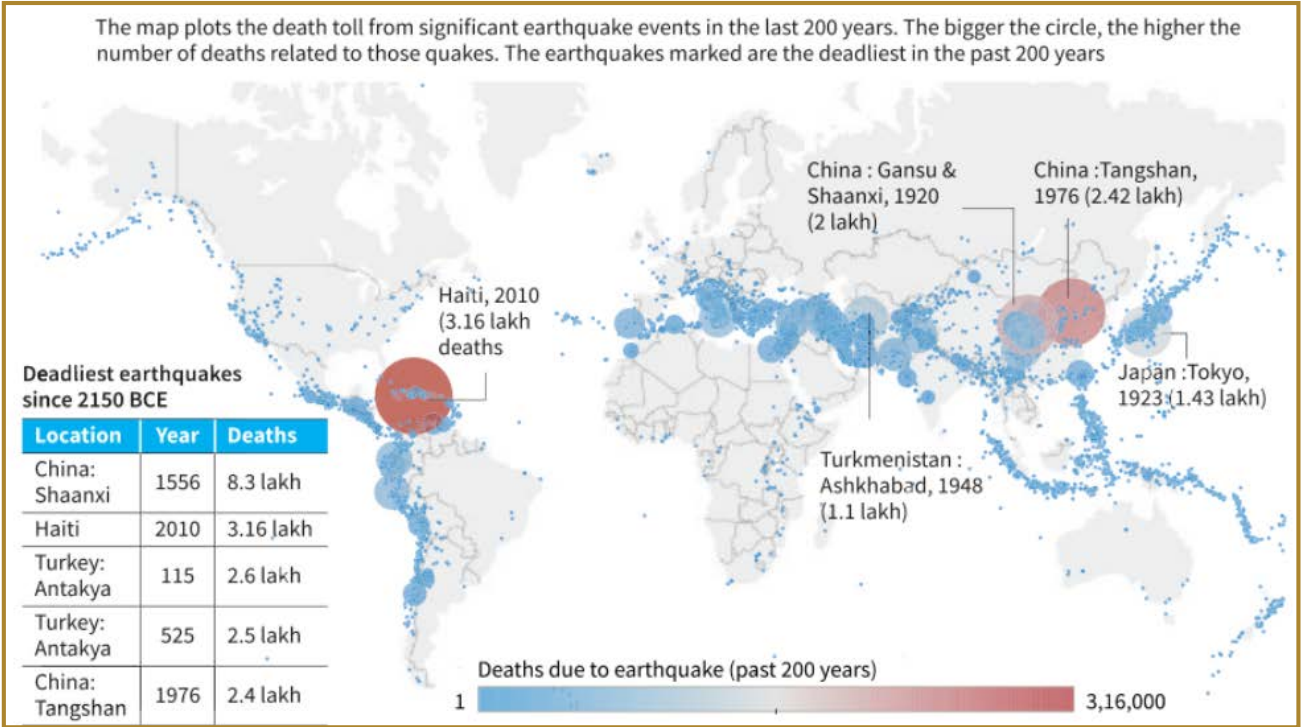 The map plots the death toll from significant earthquake events in the last 200 years. The bigger the circle, the higher the
number of deaths related to those quakes. The earthquakes marked are the deadliest in the past 200 years
China : Gansu &
Shaanxi, 1920
(2 lakh)
China :Tangshan,
1976 (2.42 lakh)
Haiti, 2010
(3.16 lakh
deaths
Japan :Tokyo,
1923 (1.43 lakh)
Turkmenistan :
Ashkhabad, 1948
(1.1 lakh)
Deadliest earthquakes
since 2150 BCE
Location Year Deaths
China:
Shaanxi 1556 8.3 lakh
Haiti 2010 3.16 lakh
Turkey:
Antakya 115 2.6 lakh
Turkey:
Antakya 525 2.5 lakh
China:
Tangshan 1976 2.4 lakh
Deaths due to earthquake (past 200 years)
1 3,16,000